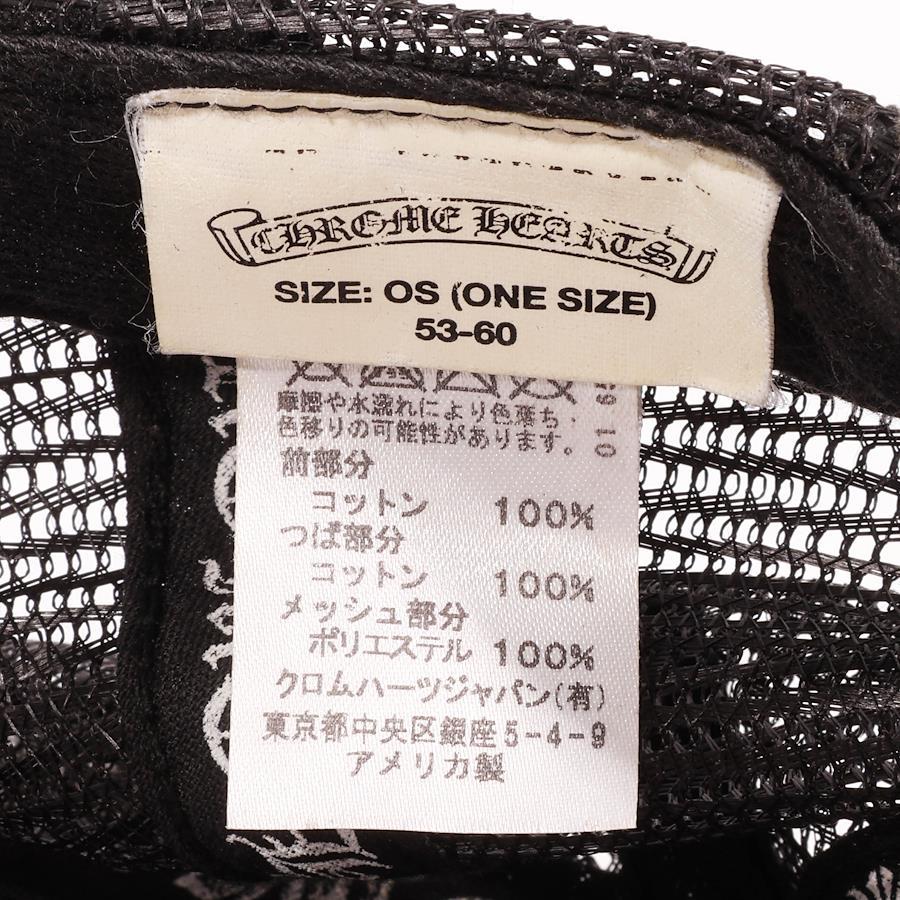 CHROME HEARTS
SIZE: OS (ONE SIZE)
53-60
摩擦や水濡れにより色落ち・
色移りの可能性があります。
前部分
コットン 100%
つば部分
コットン 100%
メッシュ部分
ポリエステル 100%
クロムハーツジャパン(有)
東京都中央区銀座5-4-9
アメリカ製